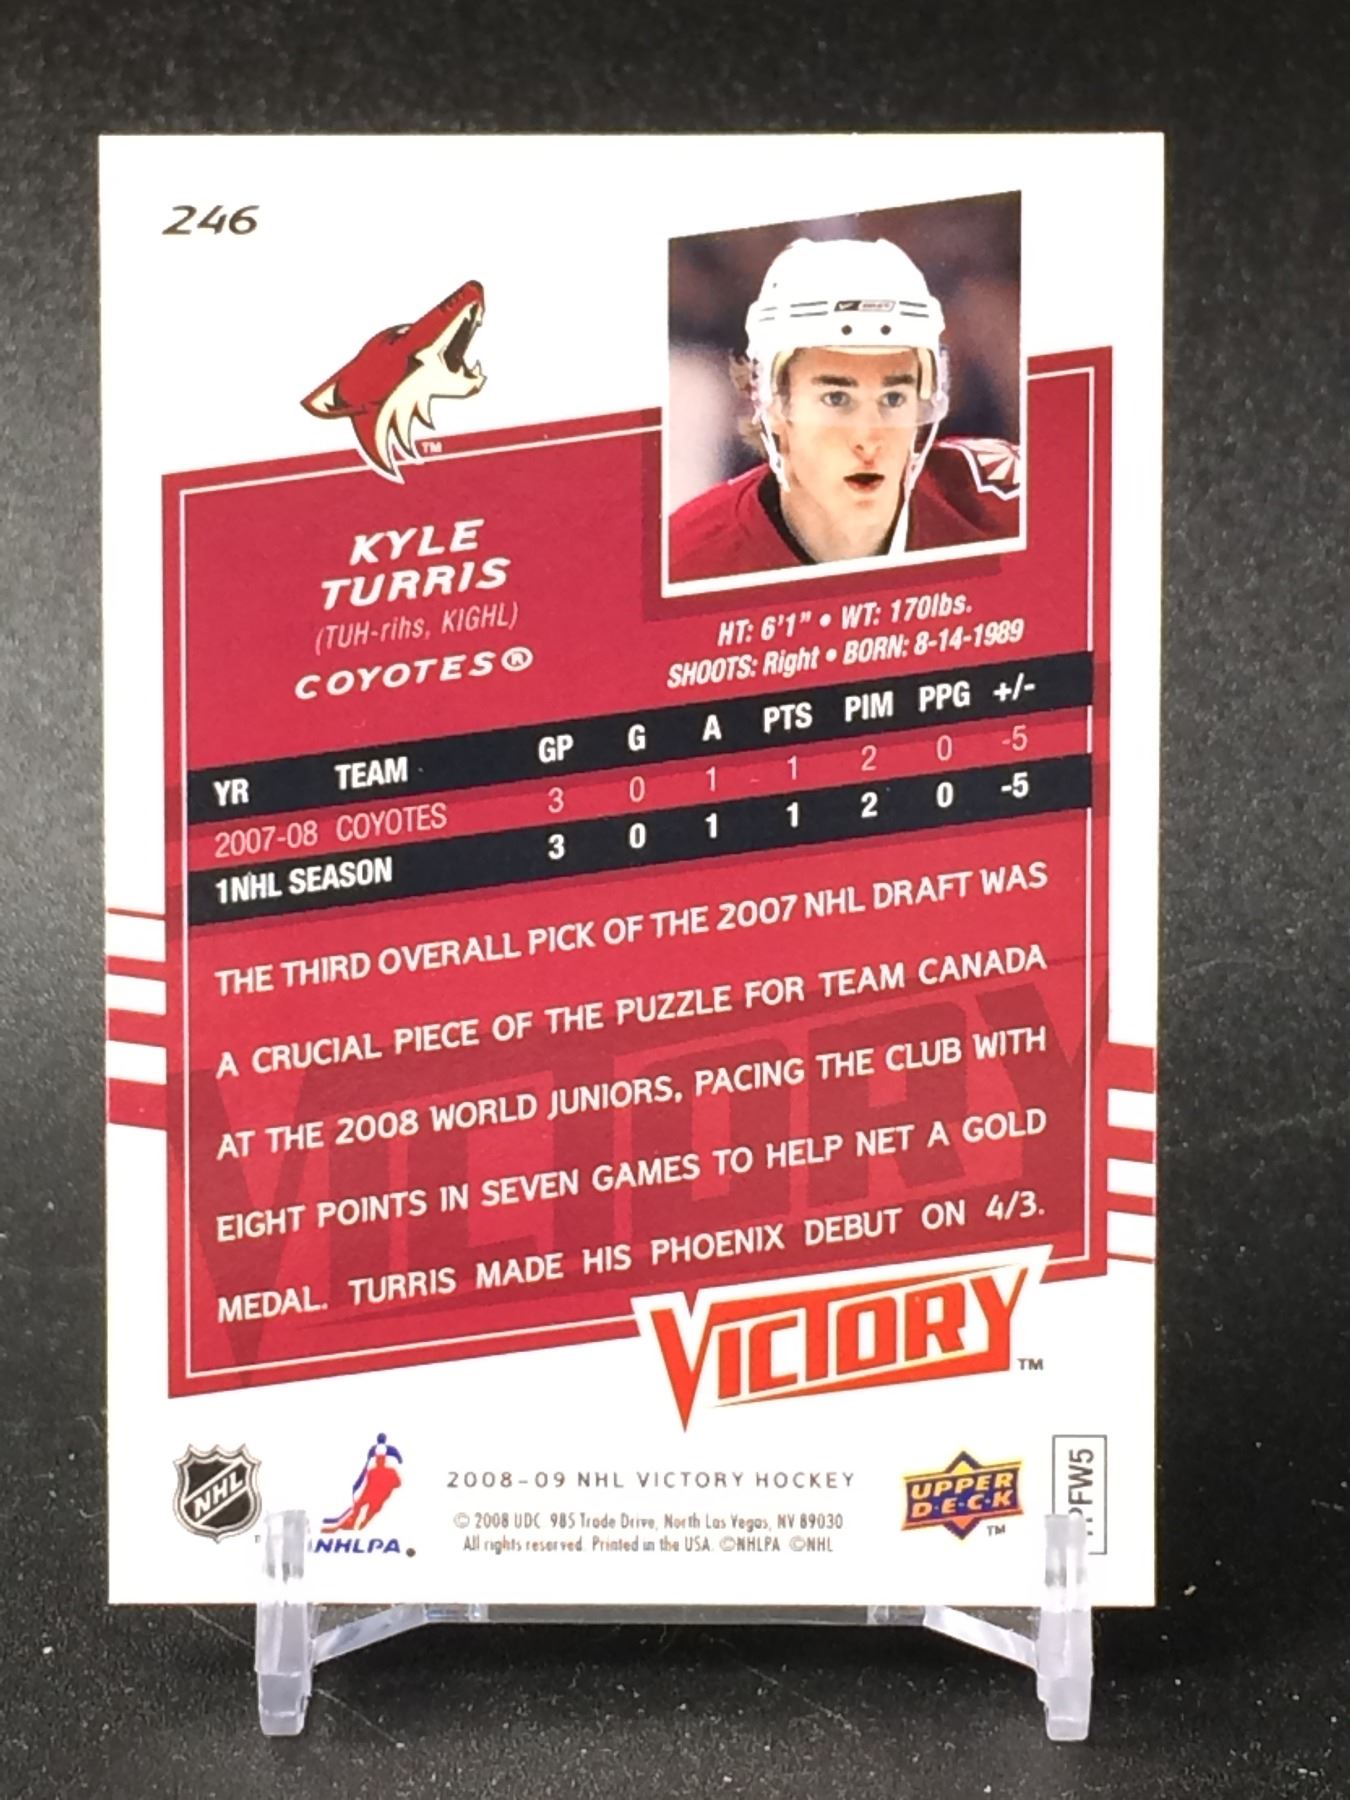 246
TM
KYLE
TURRIS
(TUH-rihs, KIGHL)
COYOTES®
HT: 6'1" • WT: 170lbs.
SHOOTS: Right • BORN: 8-14-1989
YR TEAM GP G A PTS PIM PPG +/-
2007-08 COYOTES 3 0 1 1 2 0 -5
1NHL SEASON 3 0 1 1 2 0 -5
THE THIRD OVERALL PICK OF THE 2007 NHL DRAFT WAS
A CRUCIAL PIECE OF THE PUZZLE FOR TEAM CANADA
AT THE 2008 WORLD JUNIORS, PACING THE CLUB WITH
EIGHT POINTS IN SEVEN GAMES TO HELP NET A GOLD
MEDAL. TURRIS MADE HIS PHOENIX DEBUT ON 4/3.
VICTORY TM
NHL
NHLPA.
2008-09 NHL VICTORY HOCKEY
© 2008 UDC 985 Trade Drive, North Las Vegas, NV 89030
All rights reserved. Printed in the USA. ©NHLPA ©NHL
UPPER
D·E·C·K
TM